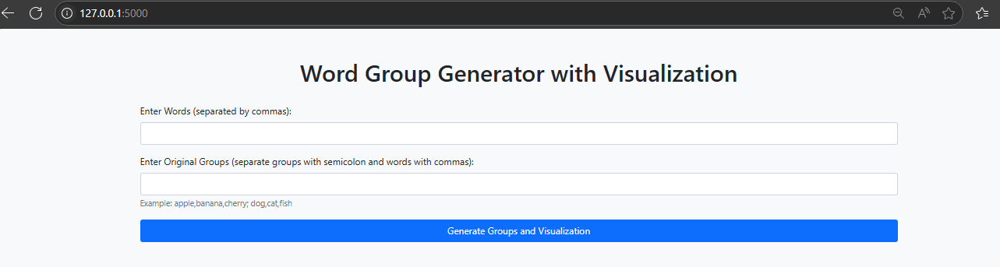 127.0.0.1:5000
Word Group Generator with Visualization
Enter Words (separated by commas):
Enter Original Groups (separate groups with semicolon and words with commas):
Example: apple,banana,cherry; dog,cat,fish
Generate Groups and Visualization